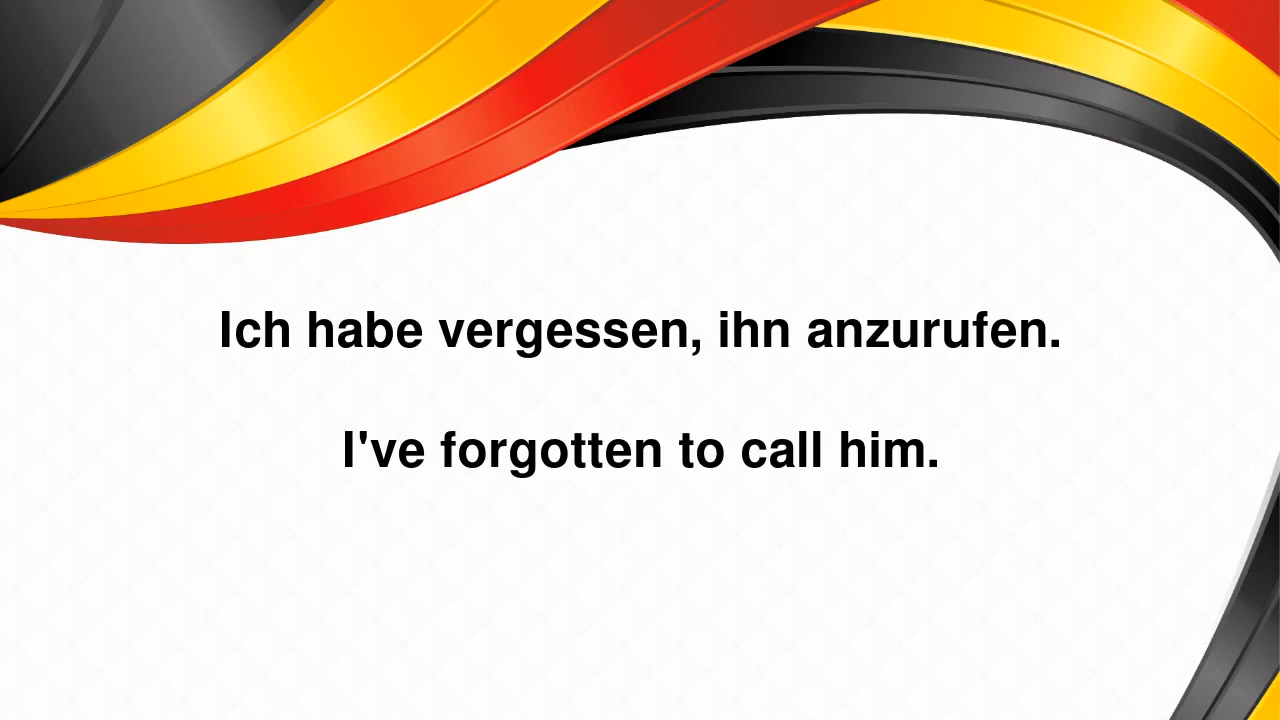 Ich habe vergessen, ihn anzurufen.
I've forgotten to call him.